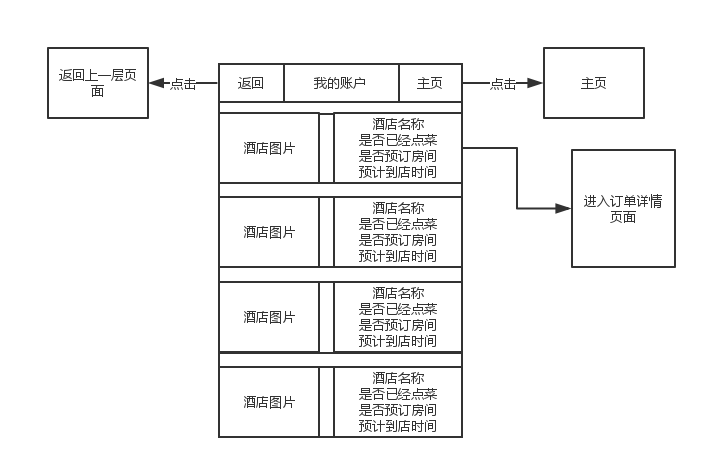 返回上一层页
面
点击
返回
我的账户
主页
点击
主页
酒店图片
酒店名称
是否已经点菜
是否预订房间
预计到店时间
进入订单详情
页面
酒店图片
酒店名称
是否已经点菜
是否预订房间
预计到店时间
酒店图片
酒店名称
是否已经点菜
是否预订房间
预计到店时间
酒店图片
酒店名称
是否已经点菜
是否预订房间
预计到店时间